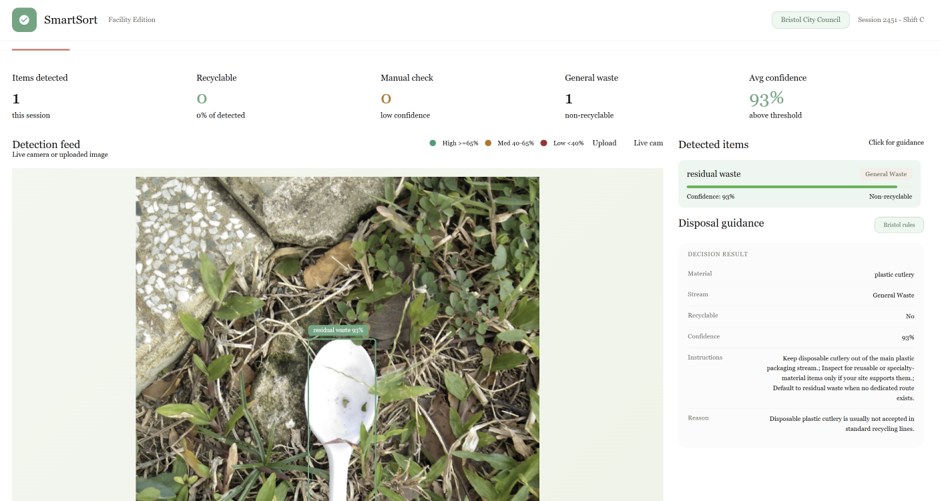 SmartSort
Facility Edition
Bristol City Council
Session 2451 - Shift C
Items detected
1
this session
Recyclable
0
0% of detected
Manual check
0
low confidence
General waste
1
non-recyclable
Avg confidence
93%
above threshold
Detection feed
Live camera or uploaded image
High >=65%
Med 40-65%
Low <40%
Upload
Live cam
residual waste 93%
Detected items
Click for guidance
residual waste
General Waste
Confidence: 93%
Non-recyclable
Disposal guidance
Bristol rules
DECISION RESULT
Material
plastic cutlery
Stream
General Waste
Recyclable
No
Confidence
93%
Instructions
Keep disposable cutlery out of the main plastic
packaging stream.; Inspect for reusable or specialty-
material items only if your site supports them.;
Default to residual waste when no dedicated route
exists.
Reason
Disposable plastic cutlery is usually not accepted in
standard recycling lines.